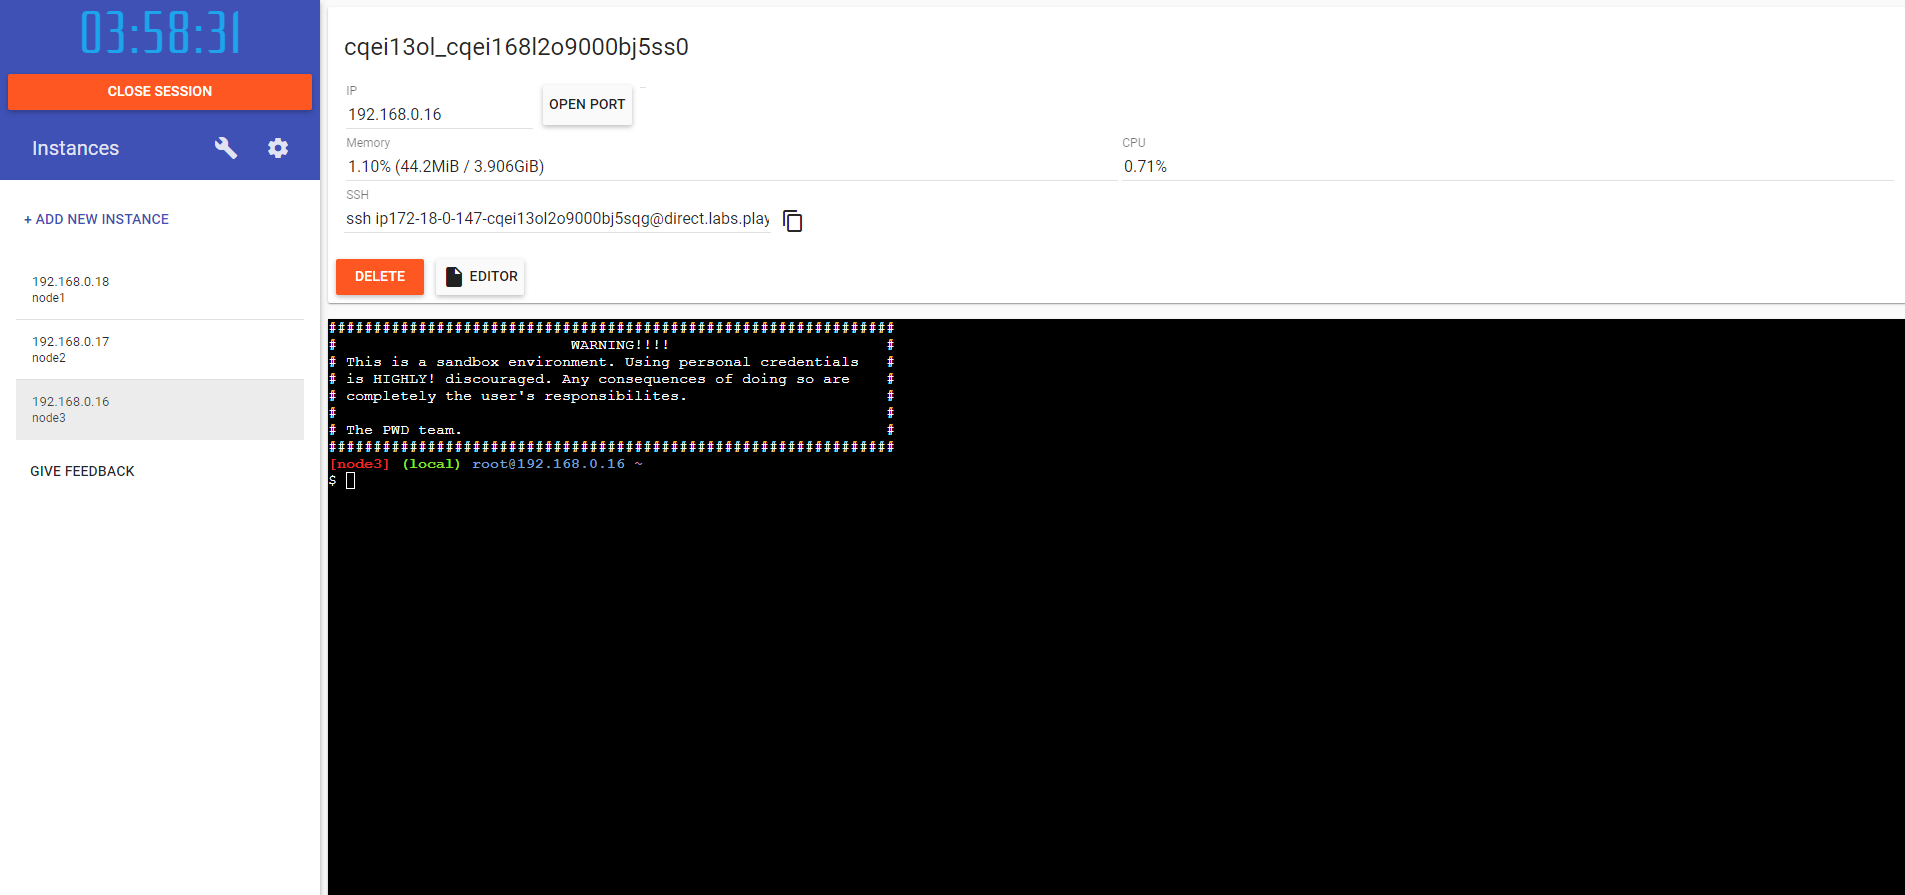 03:58:31
CLOSE SESSION
Instances
+ ADD NEW INSTANCE
192.168.0.18
node1
192.168.0.17
node2
192.168.0.16
node3
GIVE FEEDBACK
cqei13ol_cqei168l2o9000bj5ss0
IP
192.168.0.16
OPEN PORT
Memory
1.10% (44.2MiB / 3.906GiB)
CPU
0.71%
SSH
ssh ip172-18-0-147-cqei13ol2o9000bj5sqg@direct.labs.play
DELETE
EDITOR
###############################################################
# WARNING!!!! #
# This is a sandbox environment. Using personal credentials #
# is HIGHLY! discouraged. Any consequences of doing so are #
# completely the user's responsibilites. #
# #
# The PWD team. #
###############################################################
[node3] (local) root@192.168.0.16 ~
$